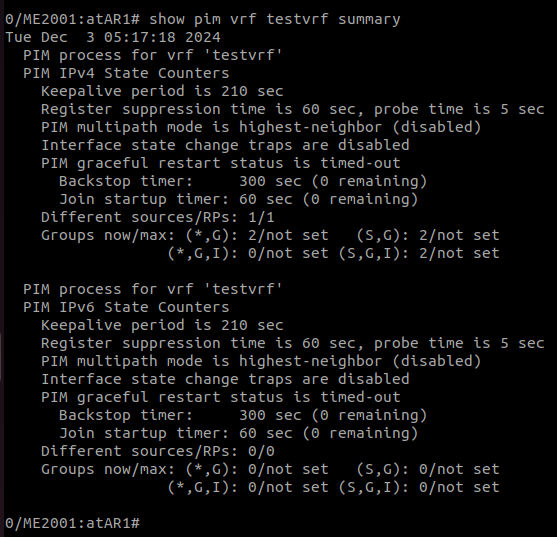 0/ME2001:atAR1# show pim vrf testvrf summary
Tue Dec  3 05:17:18 2024
  PIM process for vrf 'testvrf'
  PIM IPv4 State Counters
    Keepalive period is 210 sec
    Register suppression time is 60 sec, probe time is 5 sec
    PIM multipath mode is highest-neighbor (disabled)
    Interface state change traps are disabled
    PIM graceful restart status is timed-out
      Backstop timer:     300 sec (0 remaining)
      Join startup timer: 60 sec (0 remaining)
    Different sources/RPs: 1/1
    Groups now/max: (*,G): 2/not set   (S,G): 2/not set
                  (*,G,I): 0/not set (S,G,I): 2/not set

  PIM process for vrf 'testvrf'
  PIM IPv6 State Counters
    Keepalive period is 210 sec
    Register suppression time is 60 sec, probe time is 5 sec
    PIM multipath mode is highest-neighbor (disabled)
    Interface state change traps are disabled
    PIM graceful restart status is timed-out
      Backstop timer:     300 sec (0 remaining)
      Join startup timer: 60 sec (0 remaining)
    Different sources/RPs: 0/0
    Groups now/max: (*,G): 0/not set   (S,G): 0/not set
                  (*,G,I): 0/not set (S,G,I): 0/not set

0/ME2001:atAR1#